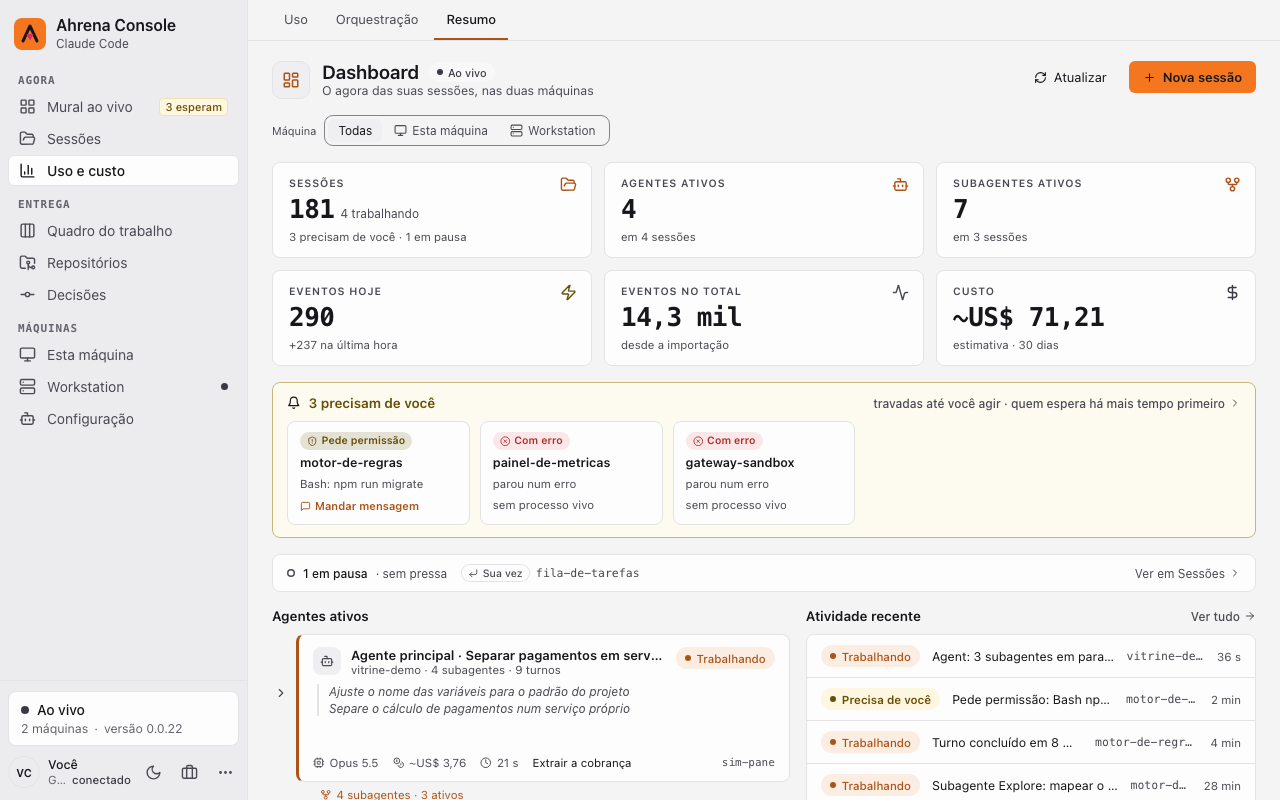 Ahrena Console
Claude Code
AGORA
Mural ao vivo
3 esperam
Sessões
Uso e custo
ENTREGA
Quadro do trabalho
Repositórios
Decisões
MÁQUINAS
Esta máquina
Workstation
Configuração
Ao vivo
2 máquinas · versão 0.0.22
VC
Você
G… conectado
Uso
Orquestração
Resumo
Dashboard
Ao vivo
O agora das suas sessões, nas duas máquinas
Atualizar
+ Nova sessão
Máquina
Todas
Esta máquina
Workstation
SESSÕES
181 4 trabalhando
3 precisam de você · 1 em pausa
AGENTES ATIVOS
4
em 4 sessões
SUBAGENTES ATIVOS
7
em 3 sessões
EVENTOS HOJE
290
+237 na última hora
EVENTOS NO TOTAL
14,3 mil
desde a importação
CUSTO
~US$ 71,21
estimativa · 30 dias
3 precisam de você
travadas até você agir · quem espera há mais tempo primeiro
Pede permissão
motor-de-regras
Bash: npm run migrate
Mandar mensagem
Com erro
painel-de-metricas
parou num erro
sem processo vivo
Com erro
gateway-sandbox
parou num erro
sem processo vivo
1 em pausa · sem pressa
Sua vez
fila-de-tarefas
Ver em Sessões
Agentes ativos
Agente principal · Separar pagamentos em serv…
Trabalhando
vitrine-demo · 4 subagentes · 9 turnos
Ajuste o nome das variáveis para o padrão do projeto
Separe o cálculo de pagamentos num serviço próprio
Opus 5.5
~US$ 3,76
21 s
Extrair a cobrança
sim-pane
4 subagentes · 3 ativos
Atividade recente
Ver tudo
Trabalhando Agent: 3 subagentes em para… vitrine-de… 36 s
Precisa de você Pede permissão: Bash np… motor-de-… 2 min
Trabalhando Turno concluído em 8 … motor-de-regr… 4 min
Trabalhando Subagente Explore: mapear o … motor-d… 28 min